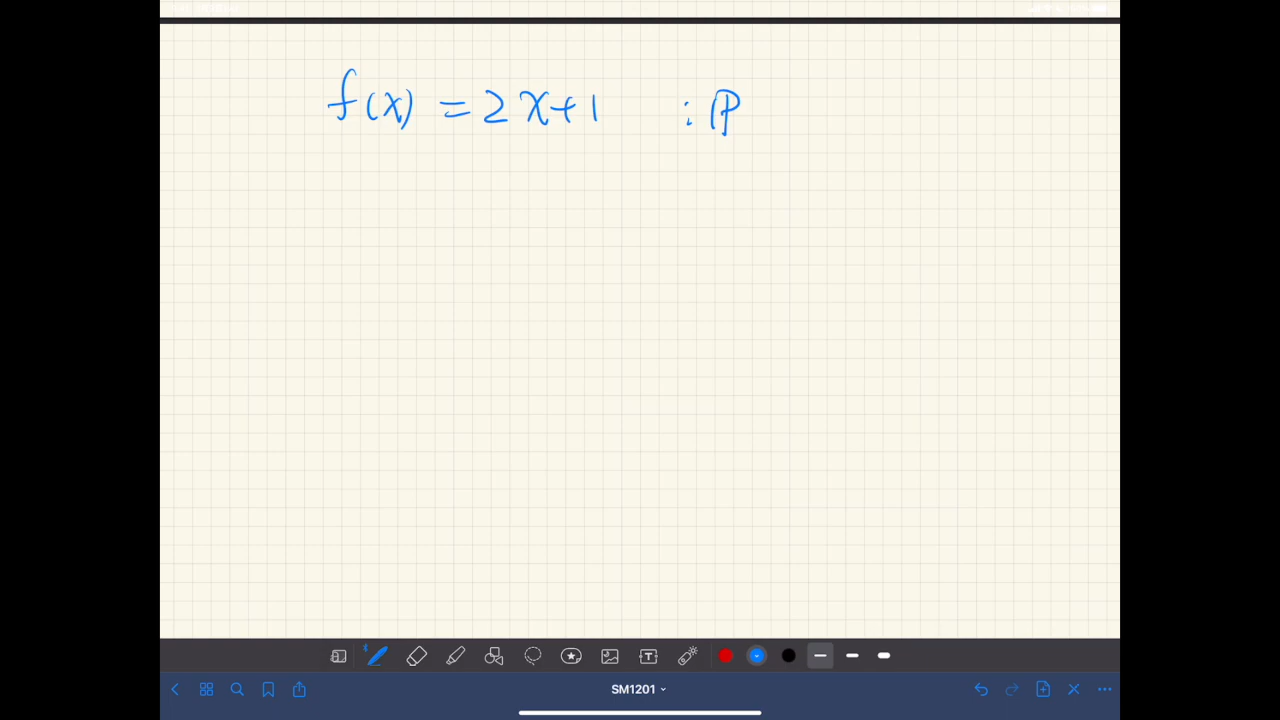 f(x) = 2x+1 : ℙ
SM1201